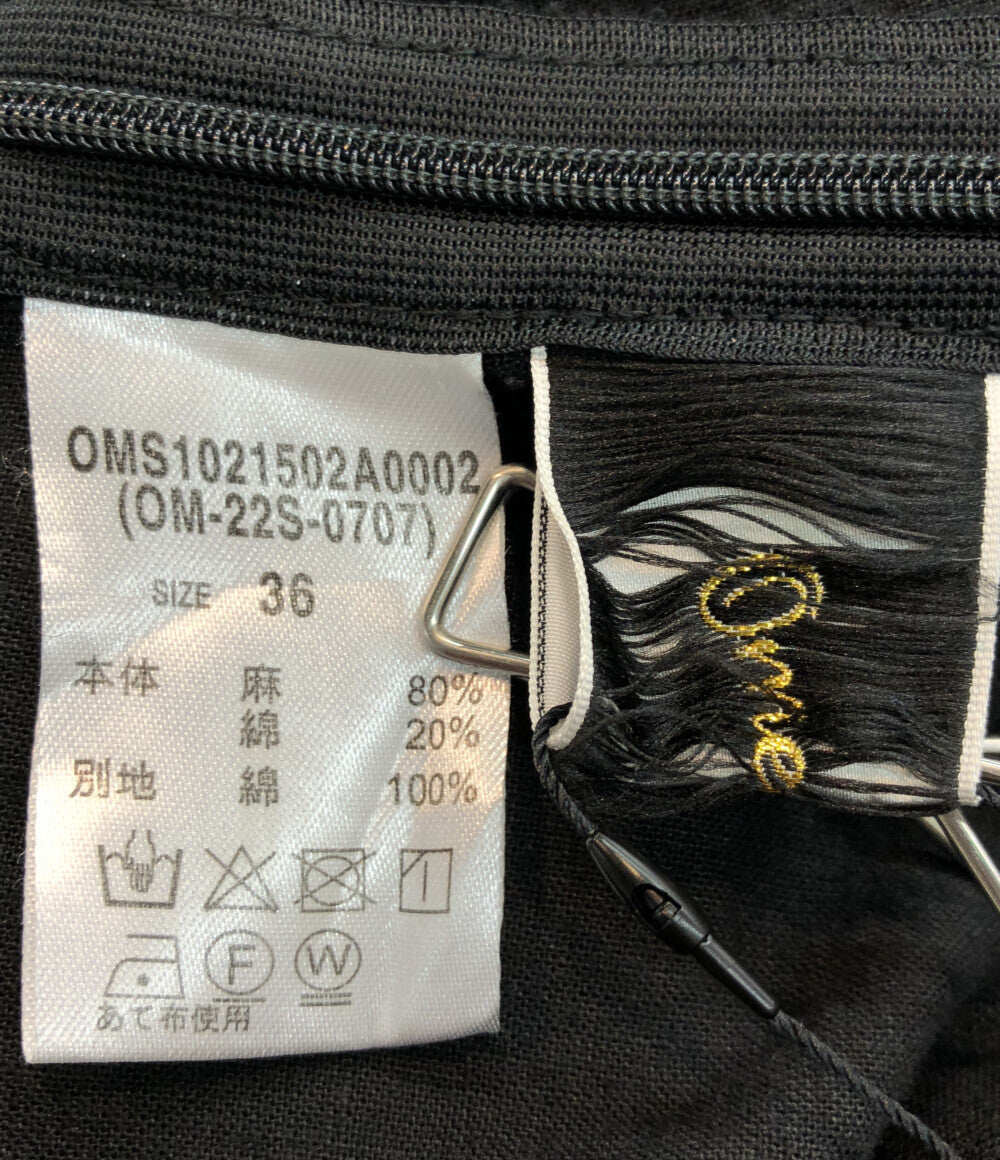 OMS1021502A0002
(OM-22S-0707)
SIZE 36
本体 麻 80%
綿 20%
別地 綿 100%
F W
あて布使用
Omne